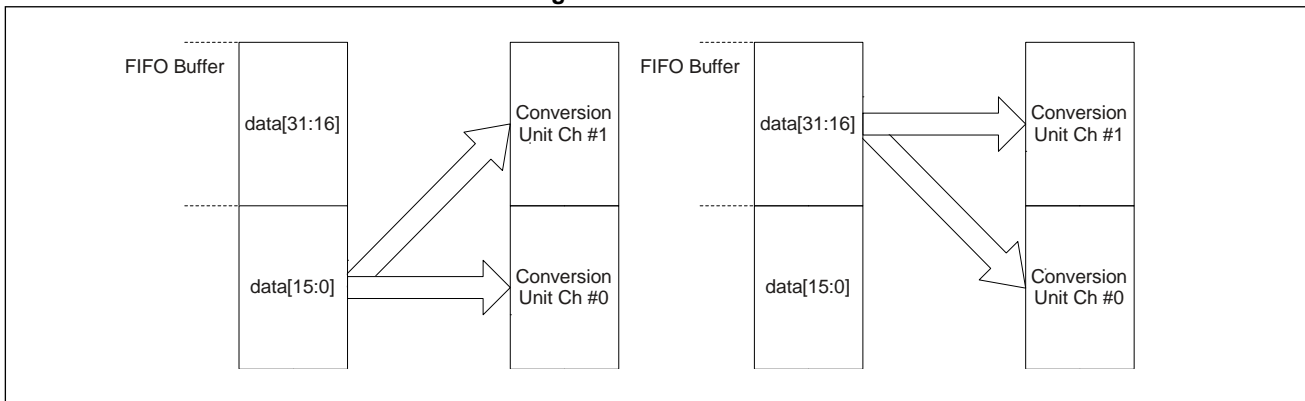 FIFO Buffer
data[31:16]
Conversion
Unit Ch #1
data[15:0]
Conversion
Unit Ch #0
FIFO Buffer
data[31:16]
Conversion
Unit Ch #1
data[15:0]
Conversion
Unit Ch #0